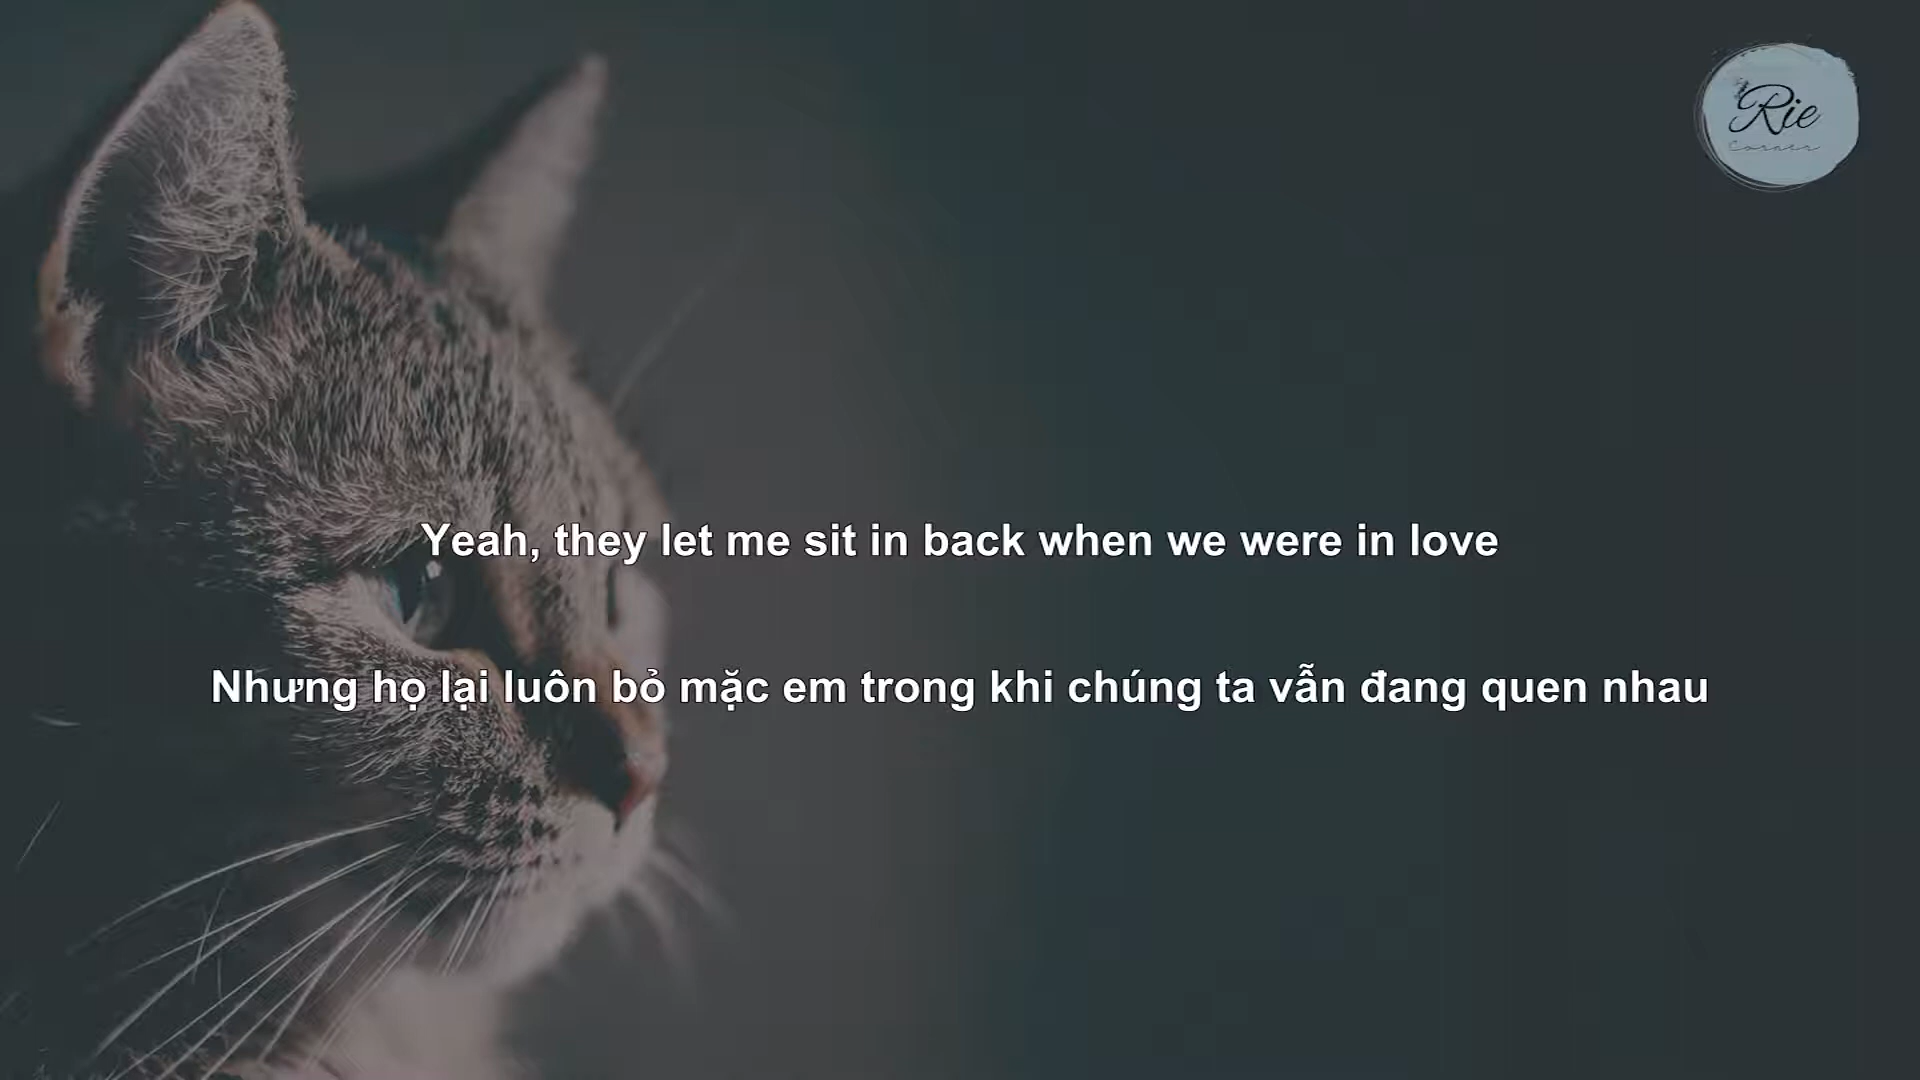 Rie
Corner
Yeah, they let me sit in back when we were in love
Nhưng họ lại luôn bỏ mặc em trong khi chúng ta vẫn đang quen nhau